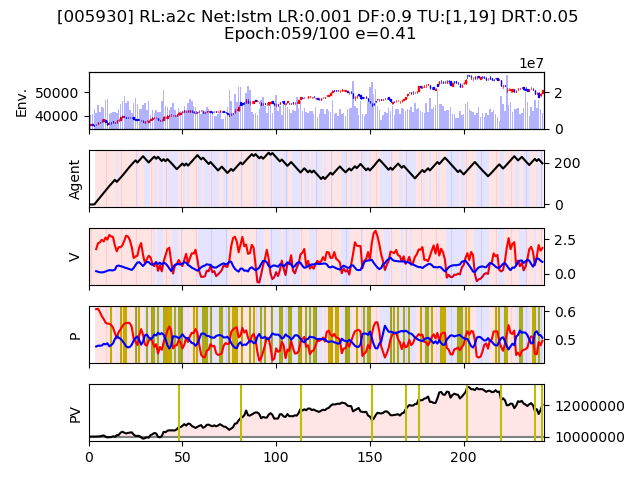 [005930] RL:a2c Net:lstm LR:0.001 DF:0.9 TU:[1,19] DRT:0.05
Epoch:059/100 e=0.41
1e7
Env.
50000
40000
2
0
Agent
200
0
V
2.5
0.0
P
0.6
0.5
PV
12000000
10000000
0 50 100 150 200